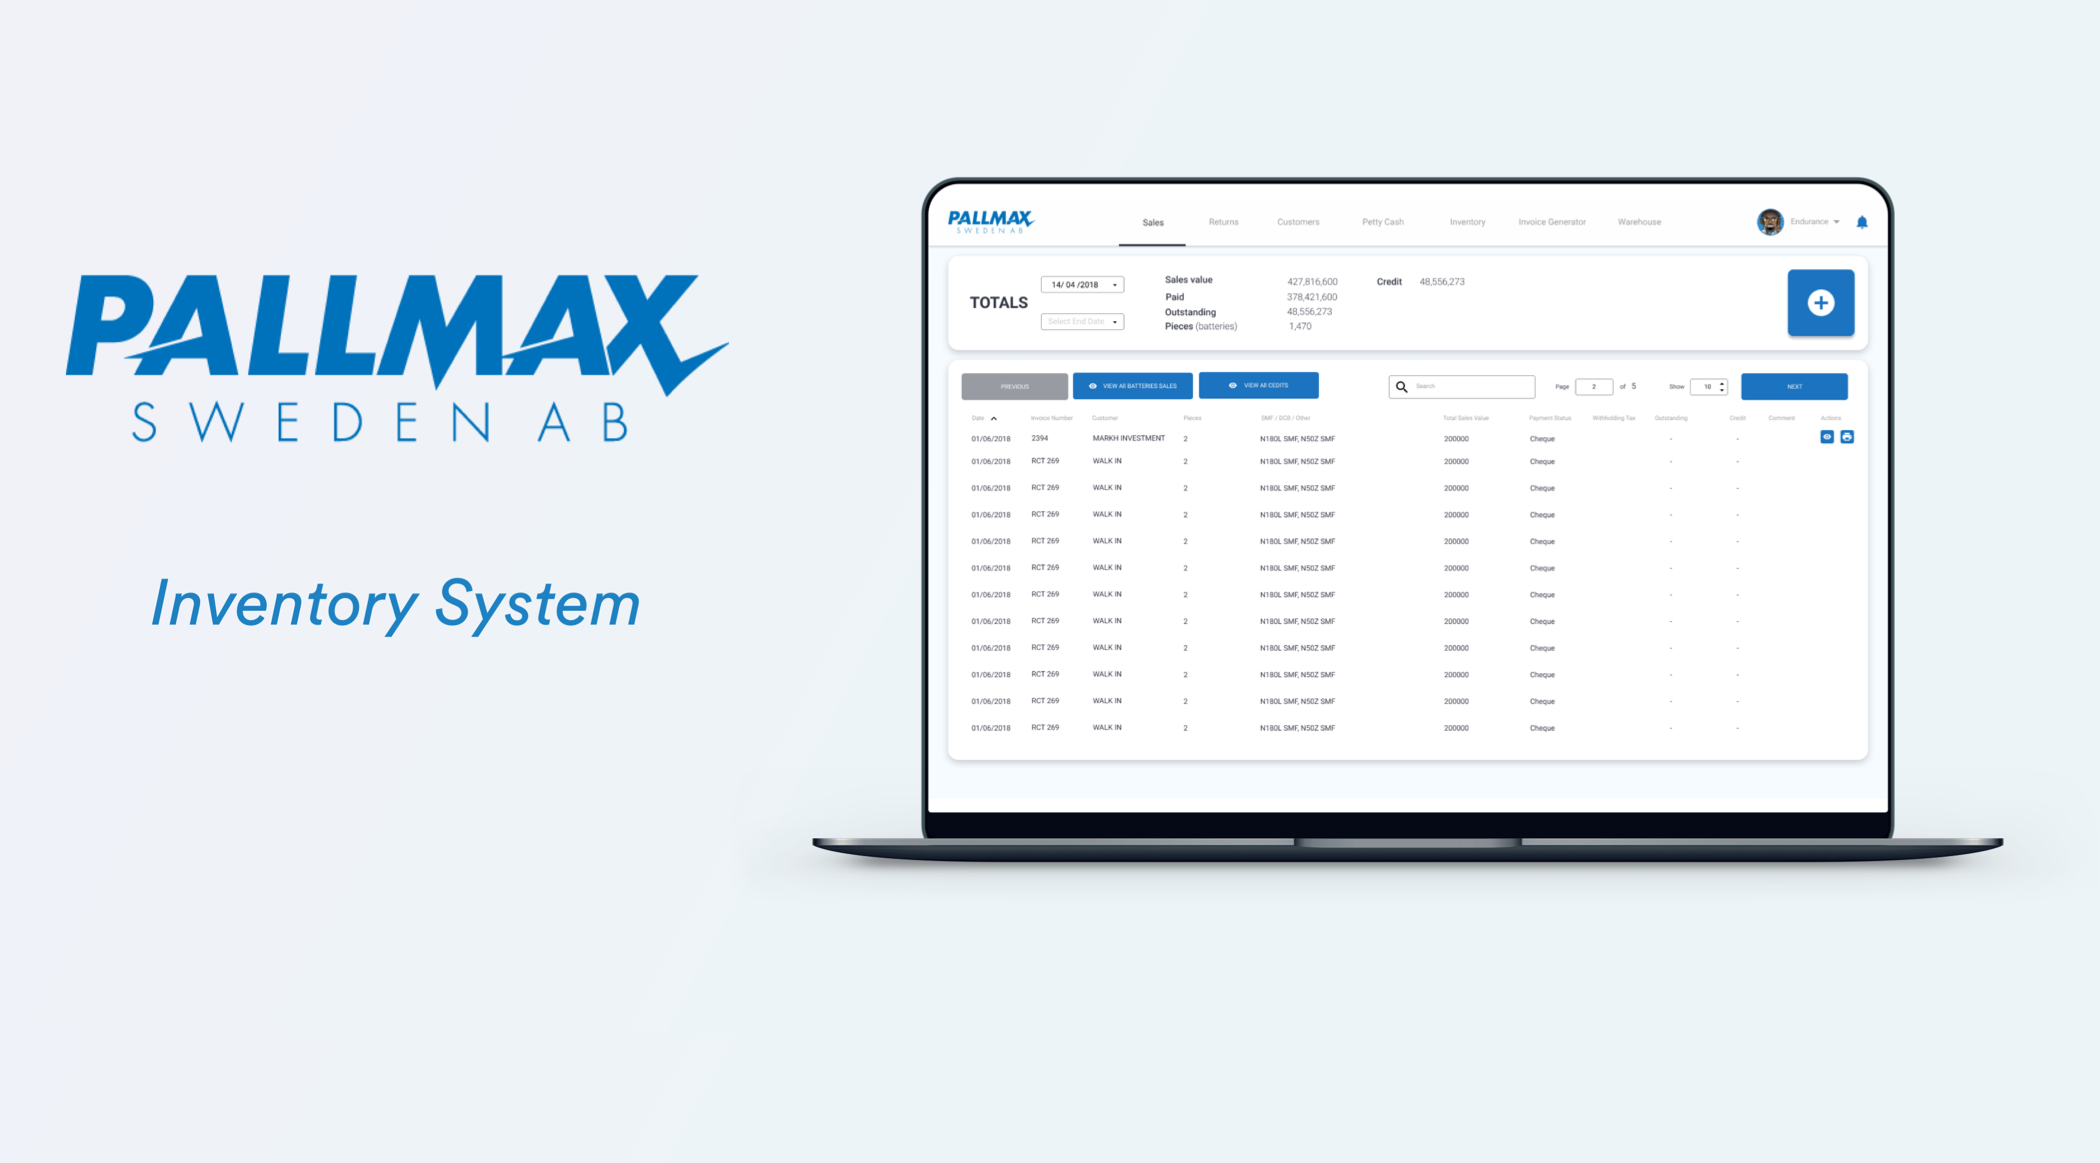 PALLMAX
SWEDEN AB
Inventory System
PALLMAX
SWEDEN AB
Sales Returns Customers Petty Cash Inventory Invoice Generator Warehouse Endurance
TOTALS
14/ 04 /2018
Select End Date
Sales value 427,816,600 Credit 48,556,273
Paid 378,421,600
Outstanding 48,556,273
Pieces (batteries) 1,470
PREVIOUS VIEW All BATTERIES SALES VIEW All CEDITS Search Page 2 of 5 Show 10 NEXT
Date Invoice Number Customer Pieces SMF / DCB / Other Total Sales Value Payment Status Withholding Tax Outstanding Credit Comment Actions
01/06/2018 2394 MARKH INVESTMENT 2 N180L SMF, N50Z SMF 200000 Cheque - -
01/06/2018 RCT 269 WALK IN 2 N180L SMF, N50Z SMF 200000 Cheque - -
01/06/2018 RCT 269 WALK IN 2 N180L SMF, N50Z SMF 200000 Cheque - -
01/06/2018 RCT 269 WALK IN 2 N180L SMF, N50Z SMF 200000 Cheque - -
01/06/2018 RCT 269 WALK IN 2 N180L SMF, N50Z SMF 200000 Cheque - -
01/06/2018 RCT 269 WALK IN 2 N180L SMF, N50Z SMF 200000 Cheque - -
01/06/2018 RCT 269 WALK IN 2 N180L SMF, N50Z SMF 200000 Cheque - -
01/06/2018 RCT 269 WALK IN 2 N180L SMF, N50Z SMF 200000 Cheque - -
01/06/2018 RCT 269 WALK IN 2 N180L SMF, N50Z SMF 200000 Cheque - -
01/06/2018 RCT 269 WALK IN 2 N180L SMF, N50Z SMF 200000 Cheque - -
01/06/2018 RCT 269 WALK IN 2 N180L SMF, N50Z SMF 200000 Cheque - -
01/06/2018 RCT 269 WALK IN 2 N180L SMF, N50Z SMF 200000 Cheque - -